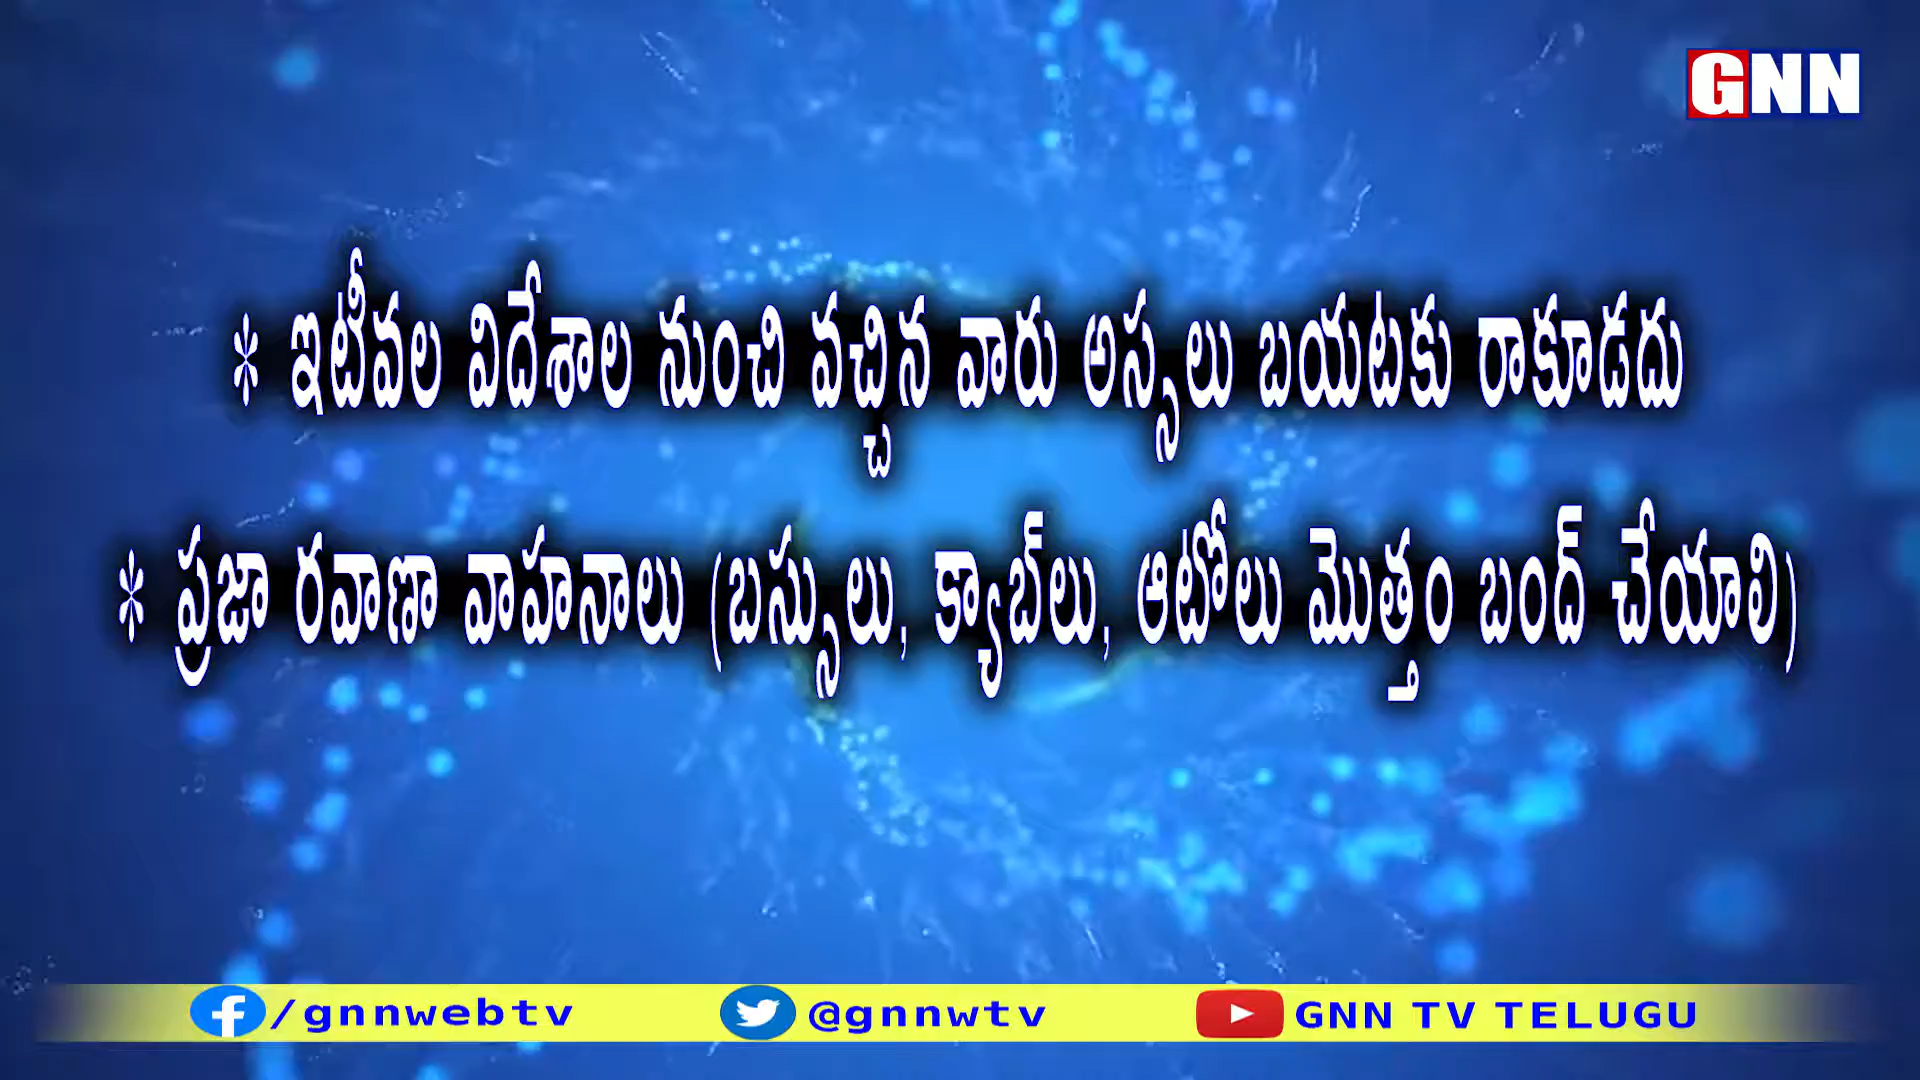 GNN
* ఇటీవల విదేశాల నుంచి వచ్చిన వారు అస్సలు బయటకు రాకూడదు
* ప్రజా రవాణా వాహనాలు (బస్సులు, క్యాబ్‌లు, ఆటోలు మొత్తం బంద్ చేయాలి)
/gnnwebtv @gnnwtv GNN TV TELUGU